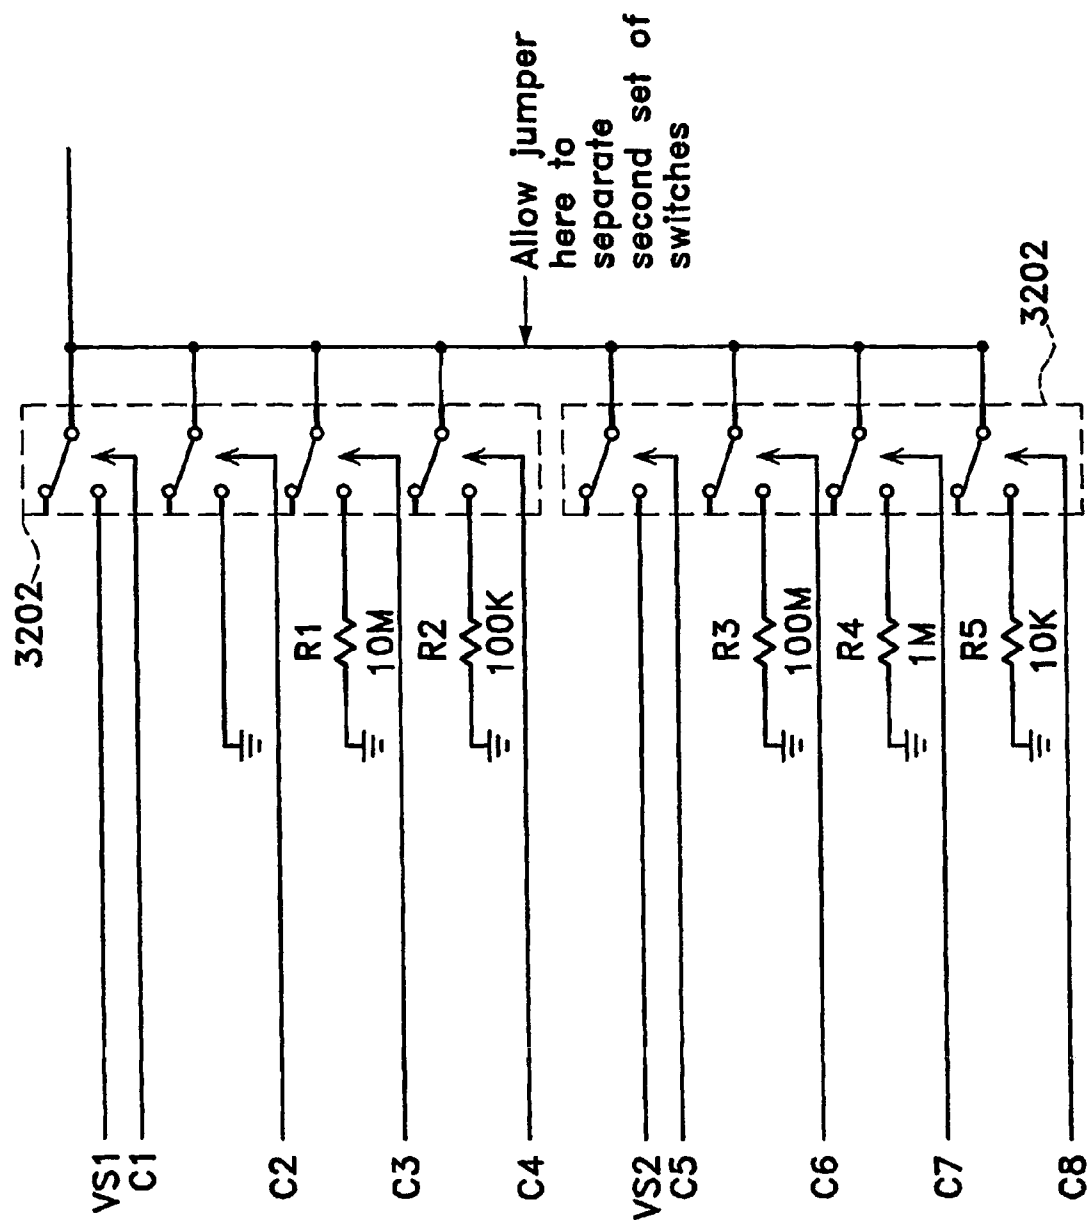 3202
Allow jumper
here to
separate
second set of
switches
3202
R1
10M
R2
100K
R3
100M
R4
1M
R5
10K
VS1
C1
C2
C3
C4
VS2
C5
C6
C7
C8